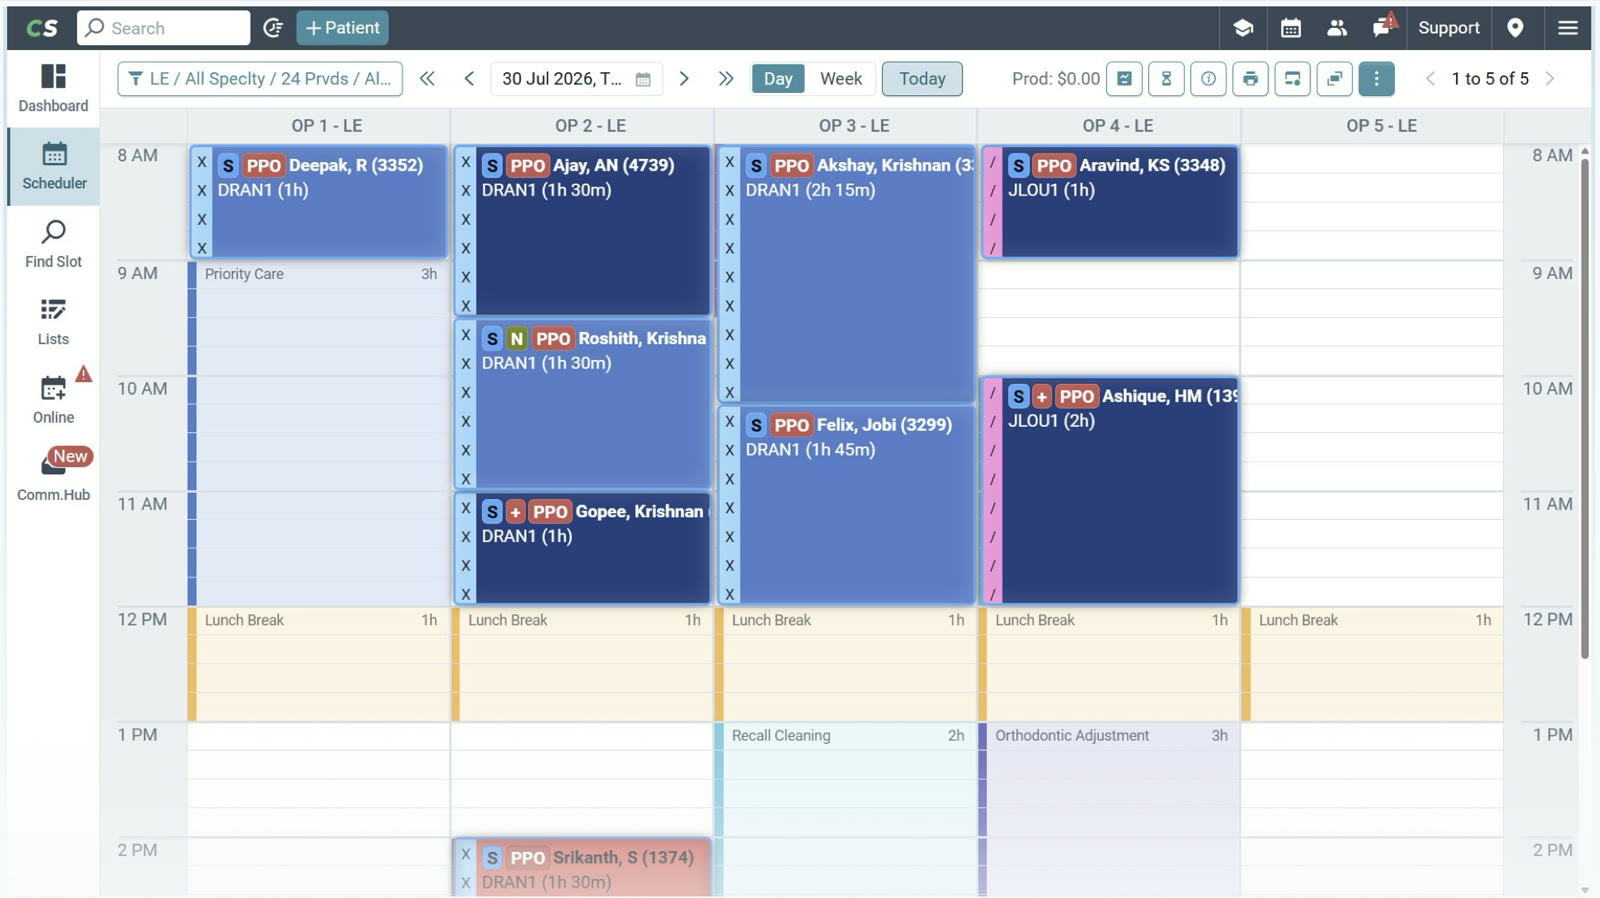 CS Search + Patient Support
LE / All Speclty / 24 Prvds / Al... 30 Jul 2026, T... Day Week Today Prod: $0.00 1 to 5 of 5
Dashboard
Scheduler
Find Slot
Lists
Online
New
Comm.Hub
OP 1 - LE OP 2 - LE OP 3 - LE OP 4 - LE OP 5 - LE
8 AM 8 AM
9 AM 9 AM
10 AM 10 AM
11 AM 11 AM
12 PM 12 PM
1 PM 1 PM
2 PM 2 PM
X
X
X
X
S PPO Deepak, R (3352)
DRAN1 (1h)
Priority Care 3h
Lunch Break 1h
X
X
X
X
X
X
S PPO Ajay, AN (4739)
DRAN1 (1h 30m)
X
X
X
X
X
X
S N PPO Roshith, Krishna
DRAN1 (1h 30m)
X
X
X
X
S + PPO Gopee, Krishnan
DRAN1 (1h)
Lunch Break 1h
X
X
S PPO Srikanth, S (1374)
DRAN1 (1h 30m)
X
X
X
X
X
X
X
X
X
S PPO Akshay, Krishnan (33
DRAN1 (2h 15m)
X
X
X
X
X
X
X
S PPO Felix, Jobi (3299)
DRAN1 (1h 45m)
Lunch Break 1h
Recall Cleaning 2h
/
/
/
/
S PPO Aravind, KS (3348)
JLOU1 (1h)
/
/
/
/
/
/
/
/
S + PPO Ashique, HM (139
JLOU1 (2h)
Lunch Break 1h
Orthodontic Adjustment 3h
Lunch Break 1h